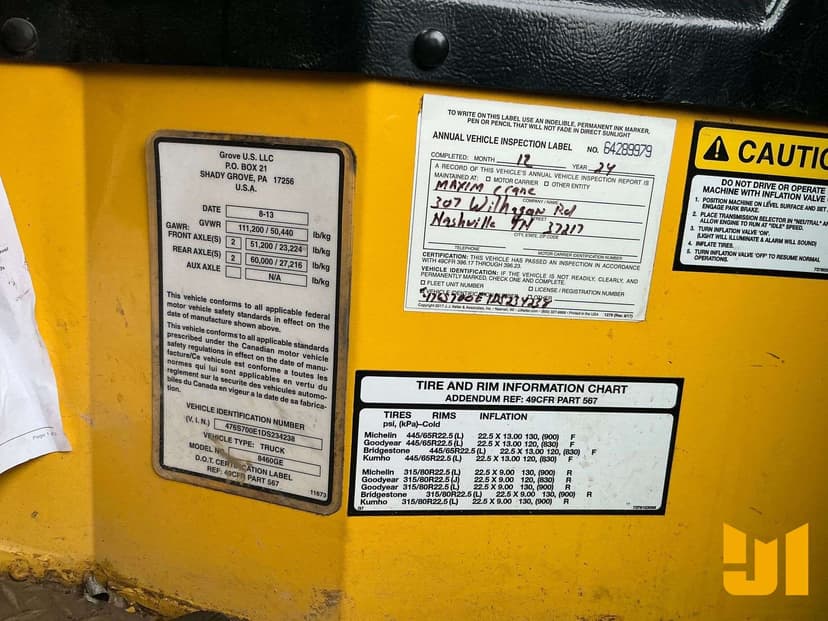 Grove U.S. LLC
P.O. BOX 21
SHADY GROVE, PA 17256
U.S.A.
DATE 8-13
GVWR 111,200 / 50,440 lb/kg
GAWR:
FRONT AXLE(S) 2 51,200 / 23,224 lb/kg
REAR AXLE(S) 2 60,000 / 27,216 lb/kg
AUX AXLE N/A lb/kg
This vehicle conforms to all applicable federal
motor vehicle safety standards in effect on the
date of manufacture shown above.
This vehicle conforms to all applicable standards
prescribed under the Canadian motor vehicle
safety regulations in effect on the date of manu-
facture/Ce vehicule est conforme a toutes les
normes qui lui sont applicables en vertu du
reglement sur la securite des vehicules automo-
biles du Canada en vigueur a la date de sa fabrica-
tion.
VEHICLE IDENTIFICATION NUMBER
(V. I. N.) 476S700E1DS234238
VEHICLE TYPE: TRUCK
MODEL NO. 8460GE
D.O.T. CERTIFICATION LABEL
REF: 49CFR PART 567
11673
TO WRITE ON THIS LABEL USE AN INDELIBLE, PERMANENT INK MARKER,
PEN OR PENCIL THAT WILL NOT FADE IN DIRECT SUNLIGHT
ANNUAL VEHICLE INSPECTION LABEL NO. 64289979
COMPLETED: MONTH 12 YEAR 24
A RECORD OF THIS VEHICLE'S ANNUAL VEHICLE INSPECTION REPORT IS
MAINTAINED AT: MOTOR CARRIER OTHER ENTITY
MAXIM Crane
COMPANY / NAME
307 Wilhagan Rd
STREET
Nashville TN 37217
CITY, STATE, ZIP CODE
TELEPHONE MOTOR CARRIER IDENTIFICATION NUMBER
CERTIFICATION: THIS VEHICLE HAS PASSED AN INSPECTION IN ACCORDANCE
WITH 49CFR 396.17 THROUGH 396.23.
VEHICLE IDENTIFICATION: IF THE VEHICLE IS NOT READILY, CLEARLY, AND
PERMANENTLY MARKED, CHECK ONE AND COMPLETE.
FLEET UNIT NUMBER LICENSE / REGISTRATION NUMBER
VEHICLE OTHER
476S700E1DS234238
CAUTIO
DO NOT DRIVE OR OPERATE
MACHINE WITH INFLATION VA
1. POSITION MACHINE ON LEVEL SURFACE AND SET
ENGAGE PARK BRAKE.
2. PLACE TRANSMISSION SELECTOR IN "NEUTRAL" A
ALLOW ENGINE TO RUN AT "IDLE" SPEED.
3. TURN INFLATION VALVE 'ON'.
(LIGHT WILL ILLUMINATE & ALARM WILL SOUND)
4. INFLATE TIRES.
5. TURN INFLATION VALVE 'OFF' TO RESUME NORMAL
OPERATIONS.
TIRE AND RIM INFORMATION CHART
ADDENDUM REF: 49CFR PART 567
TIRES RIMS INFLATION
psi, (kPa)-Cold
Michelin 445/65R22.5 (L) 22.5 X 13.00 130, (900) F
Goodyear 445/65R22.5 (L) 22.5 X 13.00 120, (830) F
Bridgestone 445/65R22.5 (L) 22.5 X 13.00 120, (830) F
Kumho 445/65R22.5 (L) 22.5 X 13.00 120, (830) F
Michelin 315/80R22.5 (L) 22.5 X 9.00 130, (900) R
Goodyear 315/80R22.5 (J) 22.5 X 9.00 120, (830) R
Goodyear 315/80R22.5 (L) 22.5 X 9.00 130, (900) R
Bridgestone 315/80R22.5 (L) 22.5 X 9.00 130, (900) R
Kumho 315/80R22.5 (L) 22.5 X 9.00 130, (900) R
Page 1